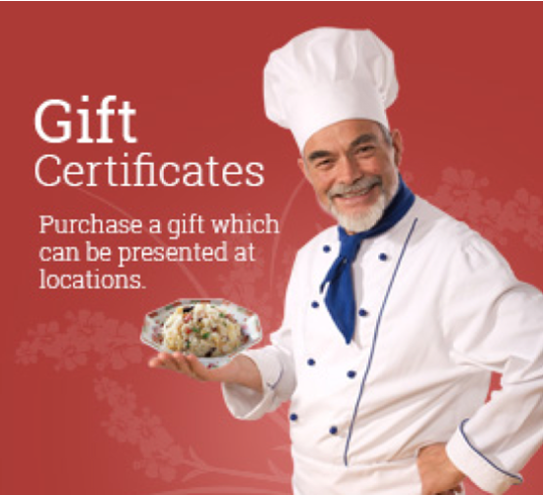 Gift
Certificates
Purchase a gift which
can be presented at
locations.